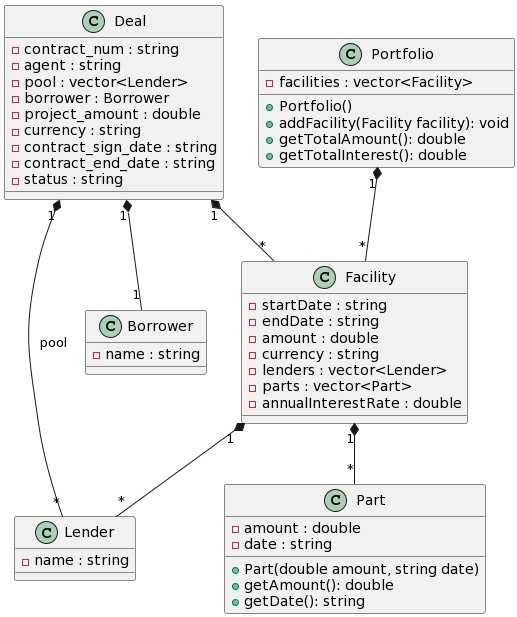 C Deal
contract_num : string
agent : string
pool : vector<Lender>
borrower : Borrower
project_amount : double
currency : string
contract_sign_date : string
contract_end_date : string
status : string
C Portfolio
facilities : vector<Facility>
Portfolio()
addFacility(Facility facility): void
getTotalAmount(): double
getTotalInterest(): double
1
1
1
1
*
*
C Facility
startDate : string
endDate : string
amount : double
currency : string
lenders : vector<Lender>
parts : vector<Part>
annualInterestRate : double
1
C Borrower
name : string
pool
1
1
*
*
*
C Part
amount : double
date : string
Part(double amount, string date)
getAmount(): double
getDate(): string
C Lender
name : string